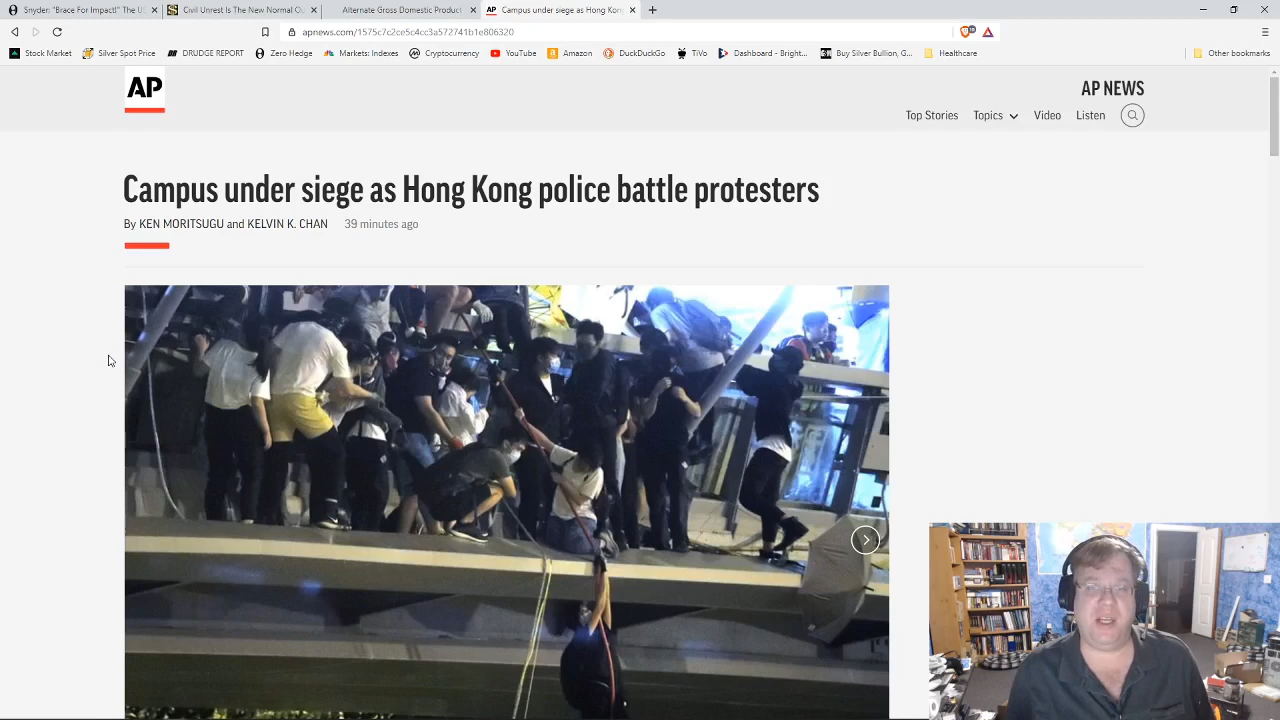 Snyder: "Brace For Impact!" The U
Civil Unrest Is The New Normal Ou
Alternate Gross Domestic Product
Campus under siege as Hong Kong
apnews.com/1575c7c2ce5c4cc3a572741b1e806320
Stock Market
Silver Spot Price
DRUDGE REPORT
Zero Hedge
Markets: Indexes
Cryptocurrency
YouTube
Amazon
DuckDuckGo
TiVo
Dashboard - Bright...
Buy Silver Bullion, G...
Healthcare
Other bookmarks
AP
AP NEWS
Top Stories
Topics
Video
Listen
Campus under siege as Hong Kong police battle protesters
By KEN MORITSUGU and KELVIN K. CHAN 39 minutes ago